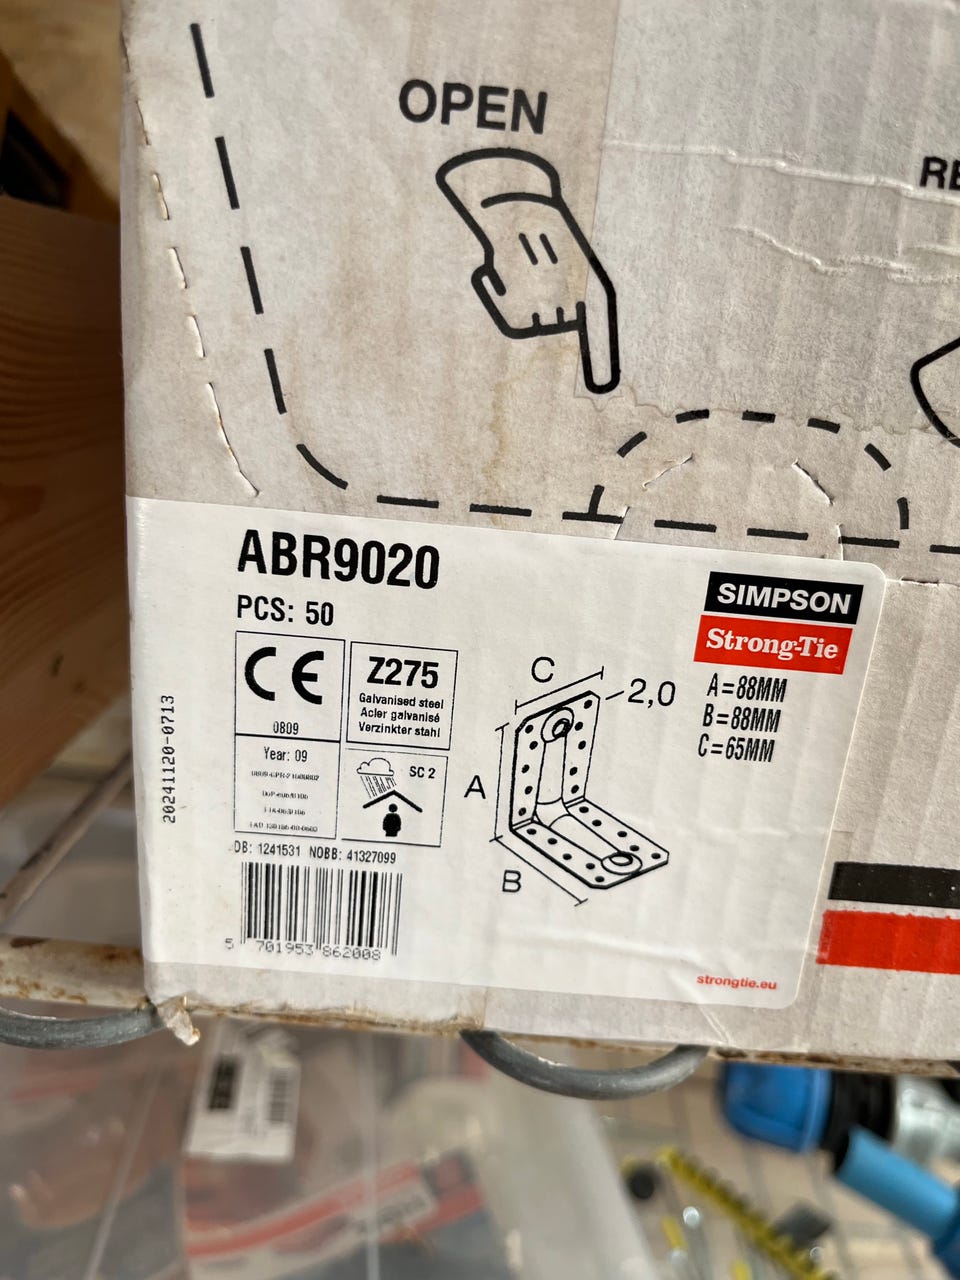 OPEN
RE
ABR9020
PCS: 50
SIMPSON
Strong-Tie
CE
0809
Year: 09
Z275
Galvanised steel
Acier galvanisé
Verzinkter stahl
SC 2
C
2,0
A
B
A=88MM
B=88MM
C=65MM
20241120-0713
DB: 1241531 NOBB: 41327099
5 701953 862008
strongtie.eu